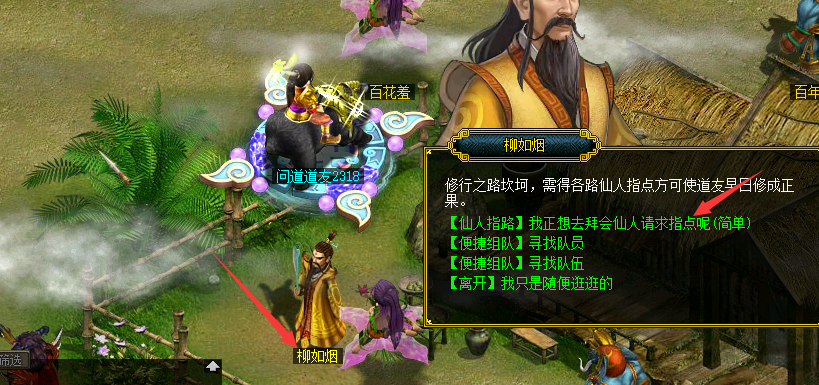 百花羞
百年
柳如烟
问道道友2318
修行之路坎坷，需得各路仙人指点方可使道友早日修成正
果。
【仙人指路】我正想去拜会仙人请求指点呢(简单)
【便捷组队】寻找队员
【便捷组队】寻找队伍
【离开】我只是随便逛逛的
柳如烟
筛选